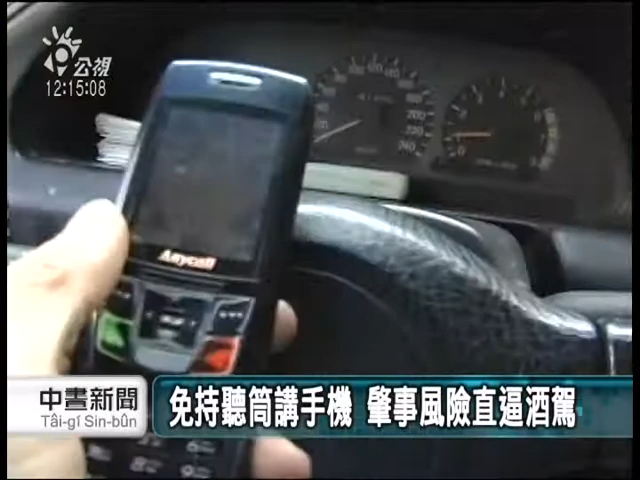 公視
12:15:08
Anycall
中晝新聞
Tâi-gí Sin-bûn
免持聽筒講手機 肇事風險直逼酒駕